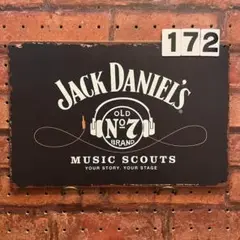 172
JACK DANIEL'S
OLD
No7
BRAND
MUSIC SCOUTS
YOUR STORY. YOUR STAGE